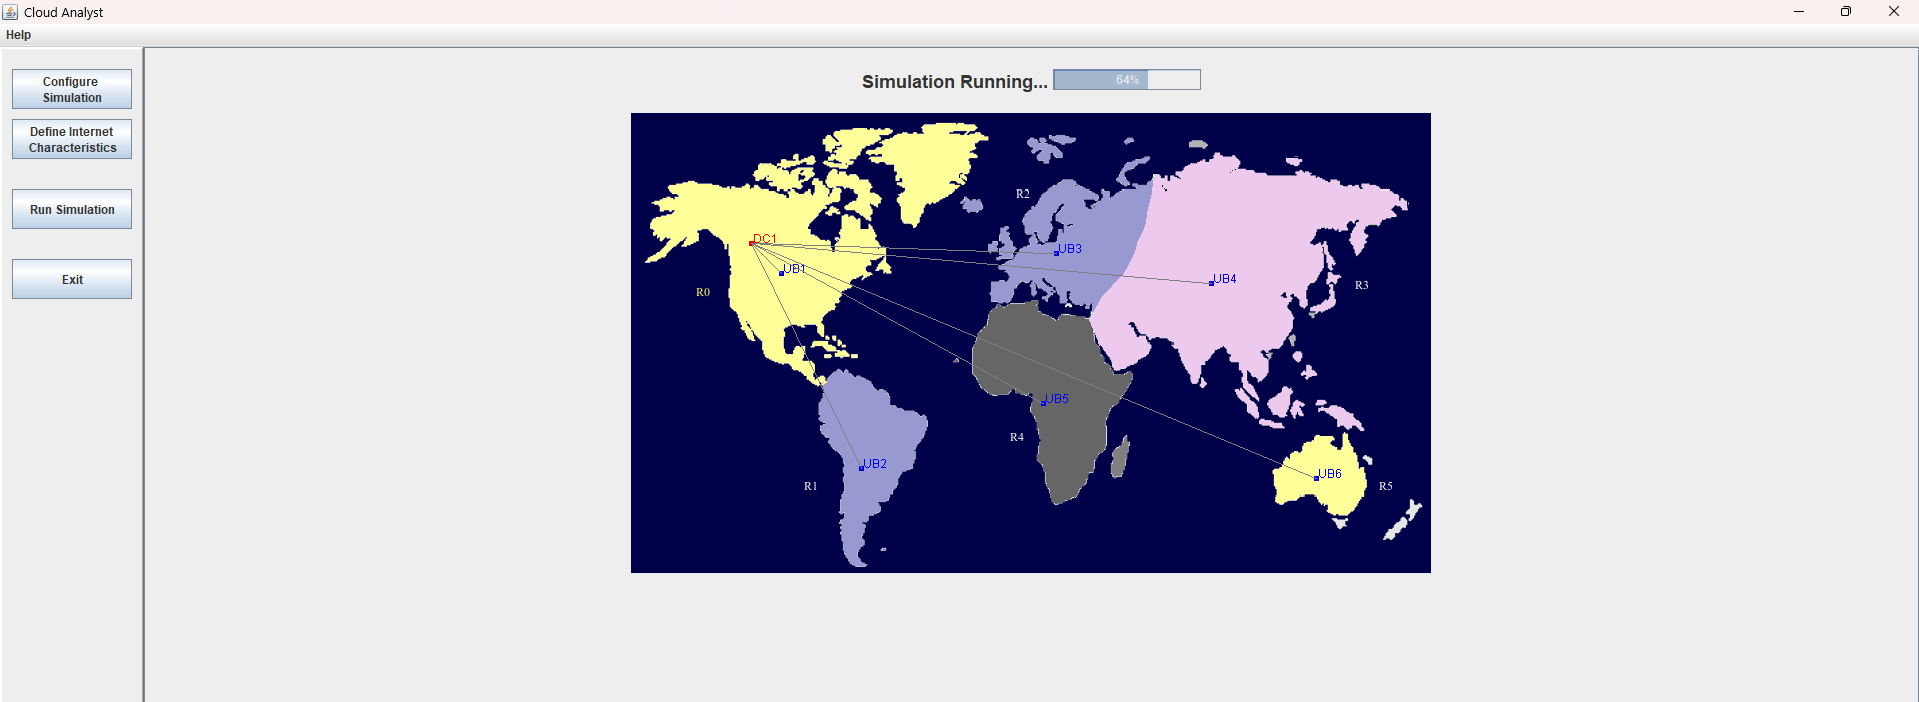 Cloud Analyst
Help
Configure
Simulation
Define Internet
Characteristics
Run Simulation
Exit
Simulation Running... 64%
R2
DC1
UB3
UB1
UB4
R0
R3
UB5
R4
UB2
UB6
R1
R5